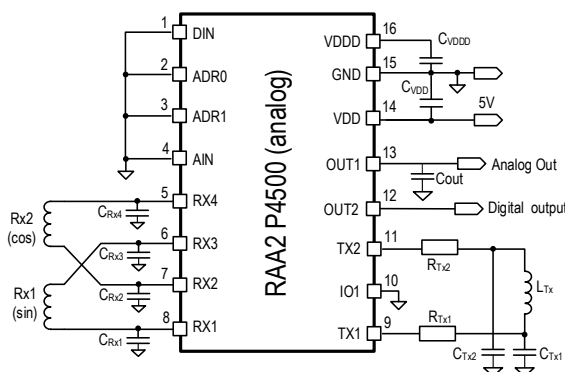 RAA2 P4500 (analog)
1 DIN
2 ADR0
3 ADR1
4 AIN
5 RX4
6 RX3
7 RX2
8 RX1
16 VDDD
15 GND
14 VDD
13 OUT1
12 OUT2
11 TX2
10 IO1
9 TX1
CVDDD
CVDD
5V
Analog Out
Cout
Digital output
RTx2
LTx
RTx1
CTx2
CTx1
Rx2
(cos)
Rx1
(sin)
CRx4
CRx3
CRx2
CRx1